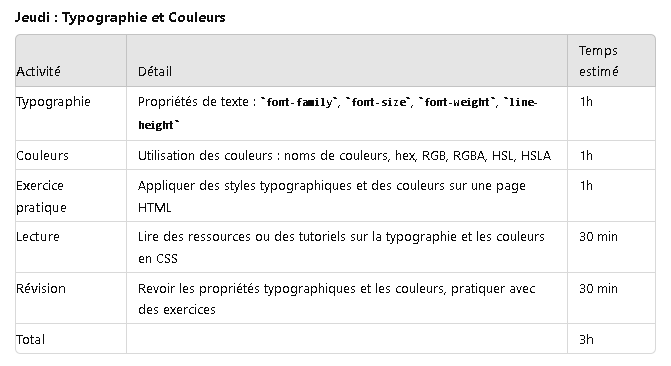 Jeudi : Typographie et Couleurs
Activité Détail Temps estimé
Typographie Propriétés de texte : `font-family`, `font-size`, `font-weight`, `line-height` 1h
Couleurs Utilisation des couleurs : noms de couleurs, hex, RGB, RGBA, HSL, HSLA 1h
Exercice pratique Appliquer des styles typographiques et des couleurs sur une page HTML 1h
Lecture Lire des ressources ou des tutoriels sur la typographie et les couleurs en CSS 30 min
Révision Revoir les propriétés typographiques et les couleurs, pratiquer avec des exercices 30 min
Total 3h